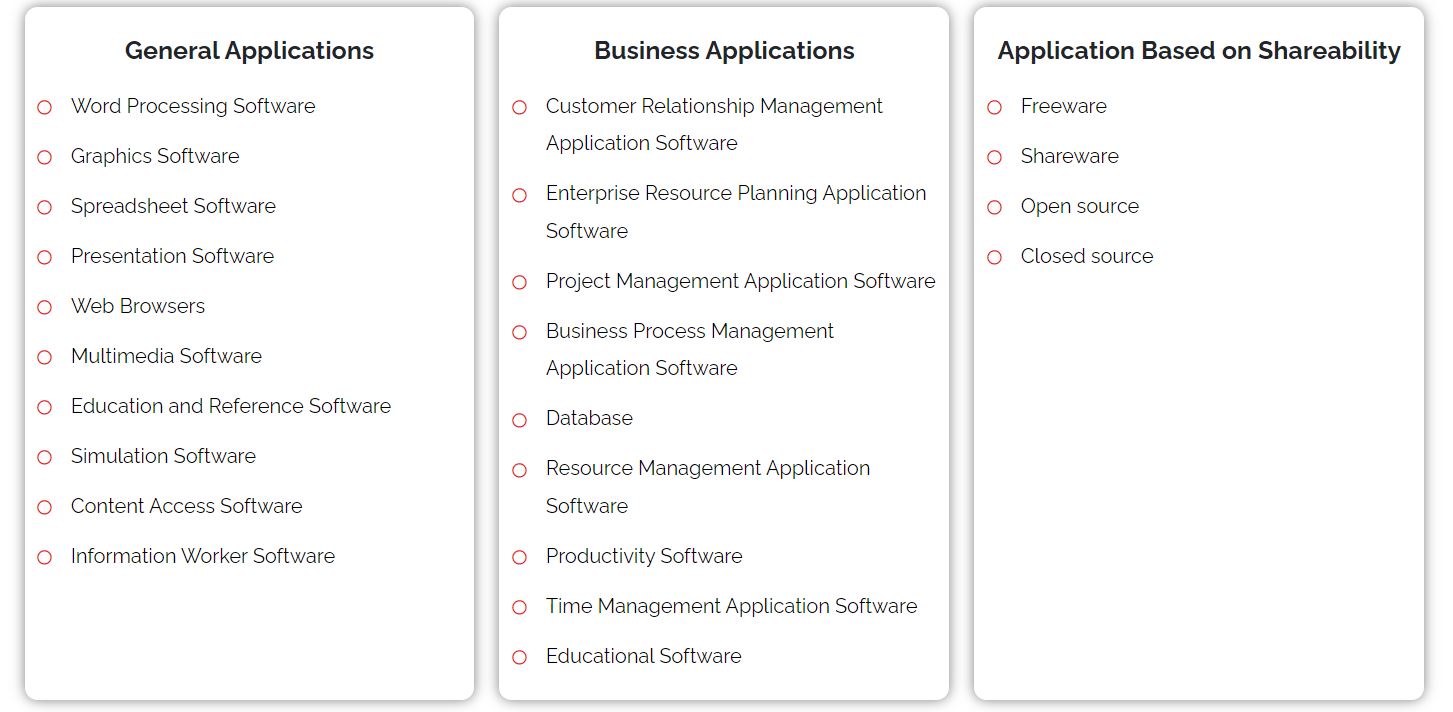 General Applications
Word Processing Software
Graphics Software
Spreadsheet Software
Presentation Software
Web Browsers
Multimedia Software
Education and Reference Software
Simulation Software
Content Access Software
Information Worker Software
Business Applications
Customer Relationship Management
Application Software
Enterprise Resource Planning Application
Software
Project Management Application Software
Business Process Management
Application Software
Database
Resource Management Application
Software
Productivity Software
Time Management Application Software
Educational Software
Application Based on Shareability
Freeware
Shareware
Open source
Closed source